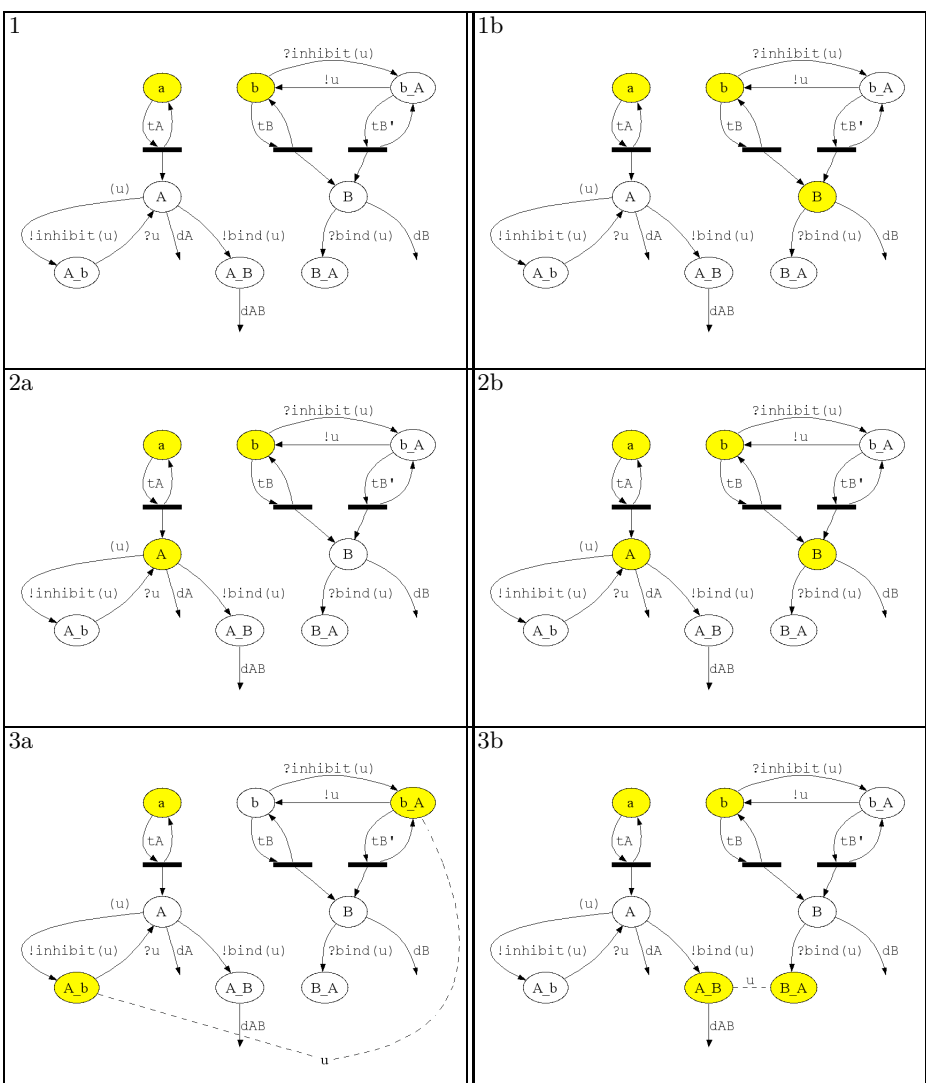 1
?inhibit(u)
a b !u b_A
tA tB tB'
(u) A B
!inhibit(u) ?u dA !bind(u) ?bind(u) dB
A_b A_B B_A
dAB
1b
?inhibit(u)
a b !u b_A
tA tB tB'
(u) A B
!inhibit(u) ?u dA !bind(u) ?bind(u) dB
A_b A_B B_A
dAB
2a
?inhibit(u)
a b !u b_A
tA tB tB'
(u) A B
!inhibit(u) ?u dA !bind(u) ?bind(u) dB
A_b A_B B_A
dAB
2b
?inhibit(u)
a b !u b_A
tA tB tB'
(u) A B
!inhibit(u) ?u dA !bind(u) ?bind(u) dB
A_b A_B B_A
dAB
3a
?inhibit(u)
a b !u b_A
tA tB tB'
(u) A B
!inhibit(u) ?u dA !bind(u) ?bind(u) dB
A_b A_B B_A
dAB
u
3b
?inhibit(u)
a b !u b_A
tA tB tB'
(u) A B
!inhibit(u) ?u dA !bind(u) ?bind(u) dB
A_b A_B u B_A
dAB